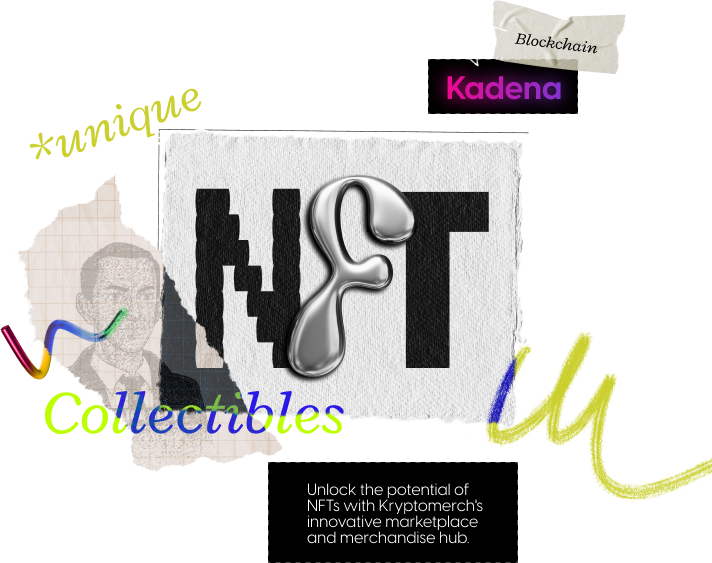 Blockchain
Kadena
*unique
NFT
Collectibles
Unlock the potential of
NFTs with Kryptomerch's
innovative marketplace
and merchandise hub.